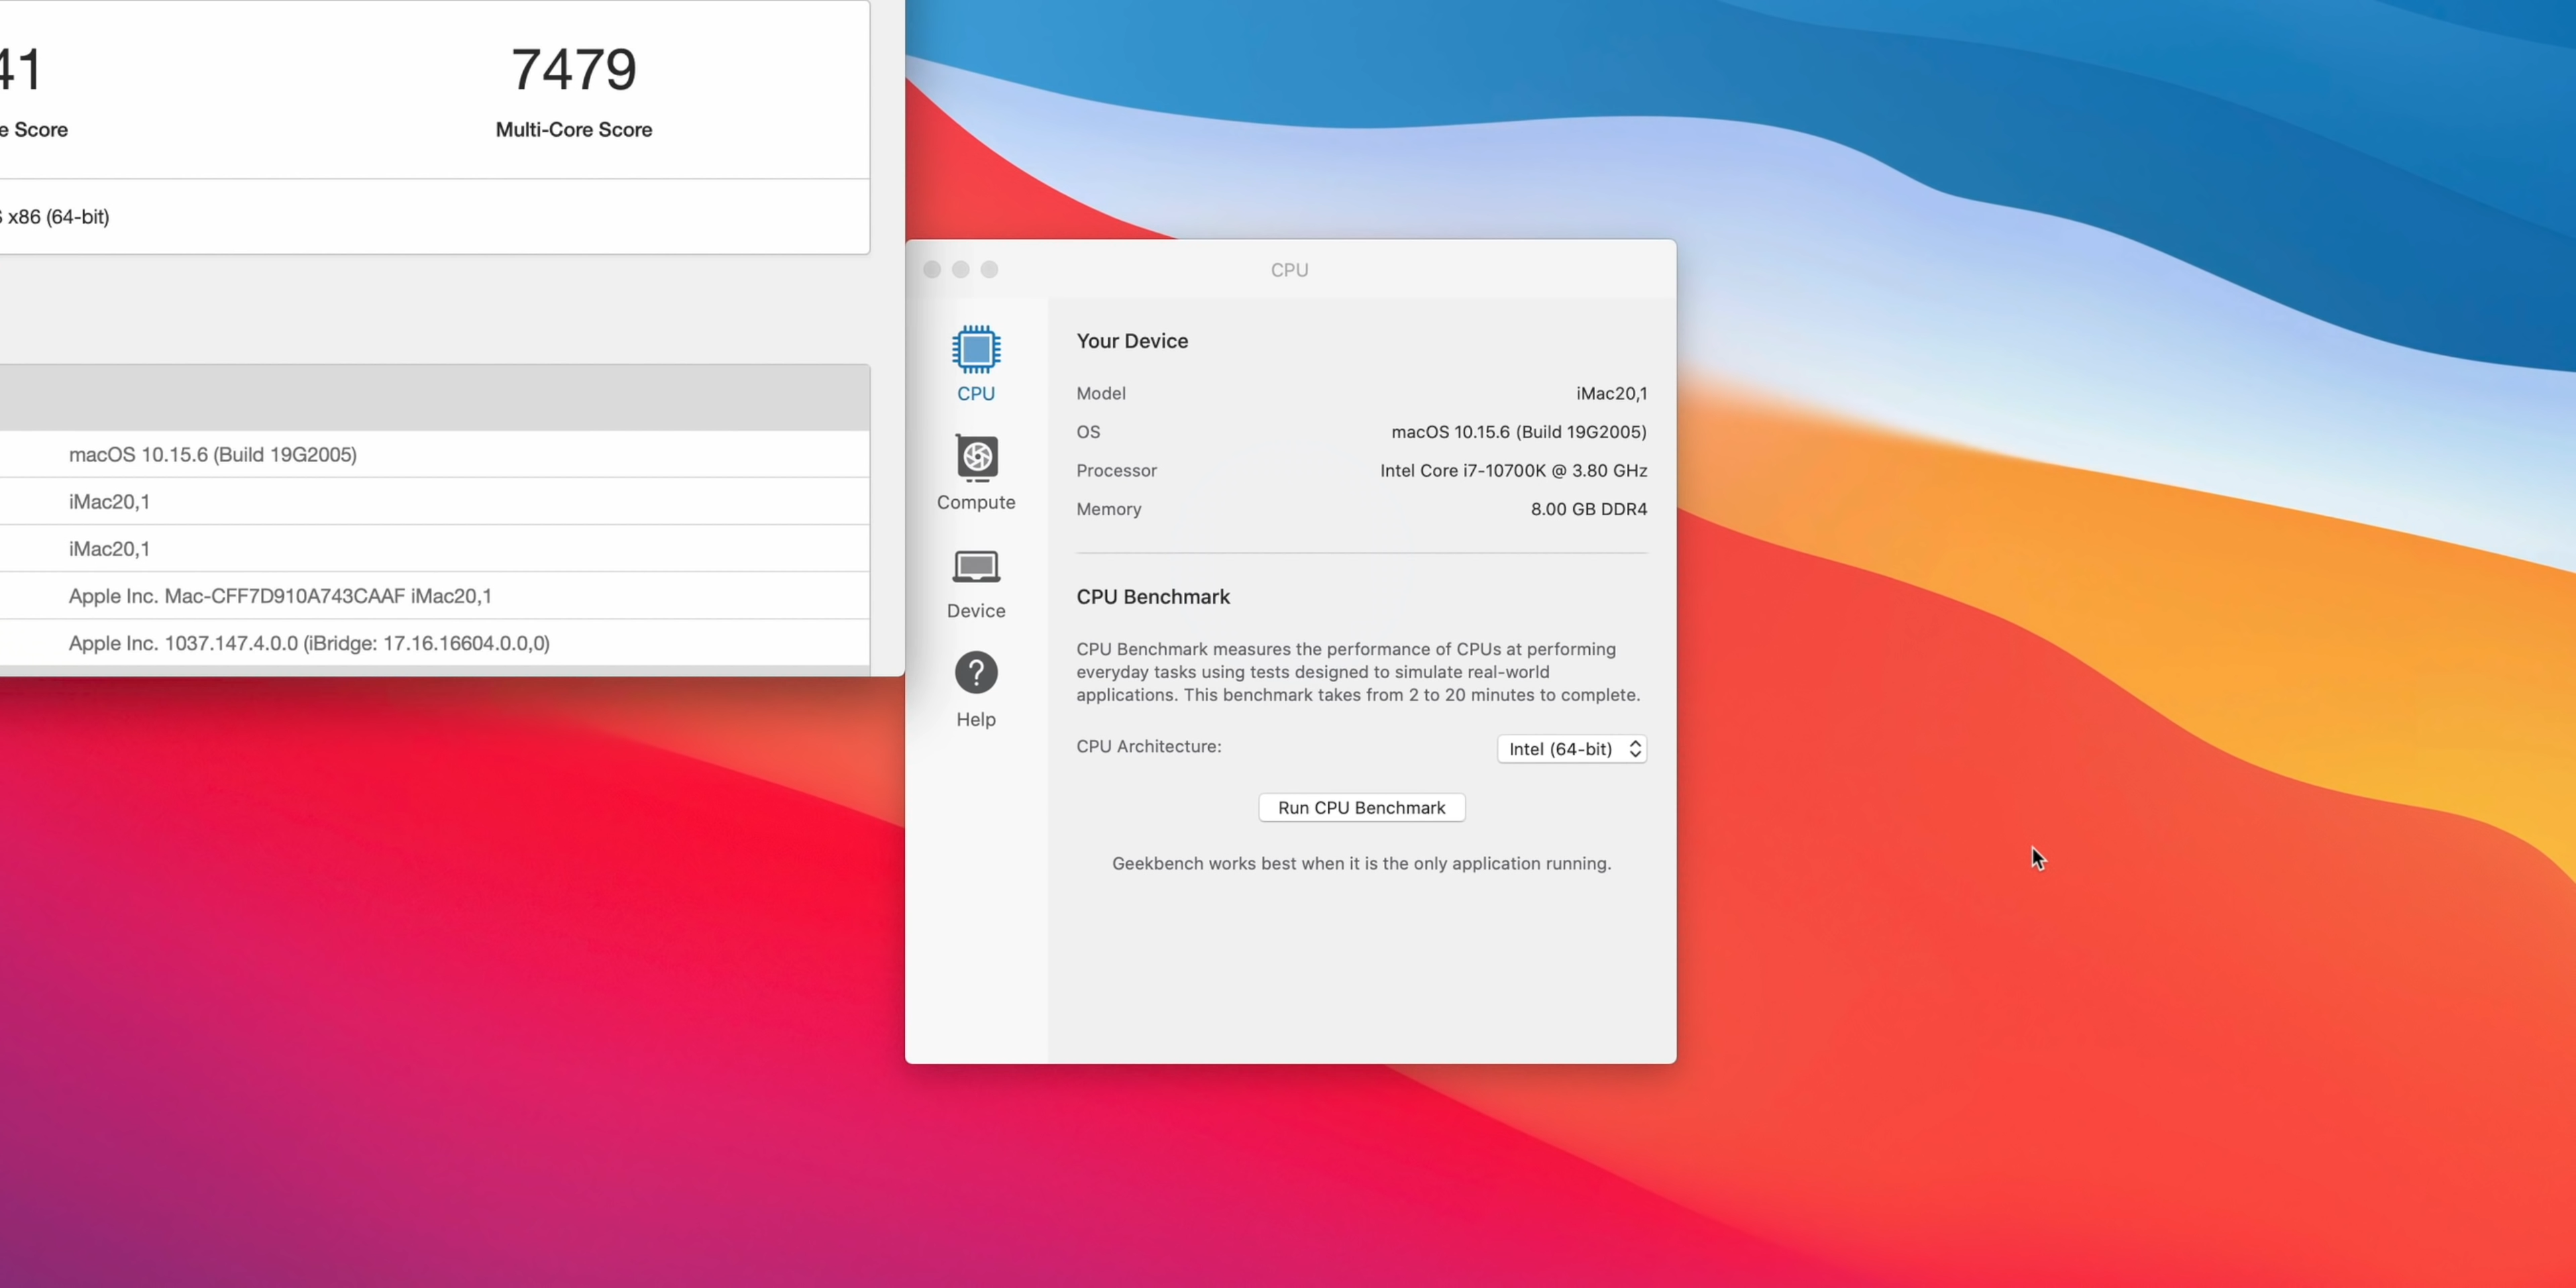 41
7479
e Score
Multi-Core Score
S x86 (64-bit)
macOS 10.15.6 (Build 19G2005)
iMac20,1
iMac20,1
Apple Inc. Mac-CFF7D910A743CAAF iMac20,1
Apple Inc. 1037.147.4.0.0 (iBridge: 17.16.16604.0.0,0)
CPU
CPU
Compute
Device
?
Help
Your Device
Model iMac20,1
OS macOS 10.15.6 (Build 19G2005)
Processor Intel Core i7-10700K @ 3.80 GHz
Memory 8.00 GB DDR4
CPU Benchmark
CPU Benchmark measures the performance of CPUs at performing
everyday tasks using tests designed to simulate real-world
applications. This benchmark takes from 2 to 20 minutes to complete.
CPU Architecture: Intel (64-bit)
Run CPU Benchmark
Geekbench works best when it is the only application running.